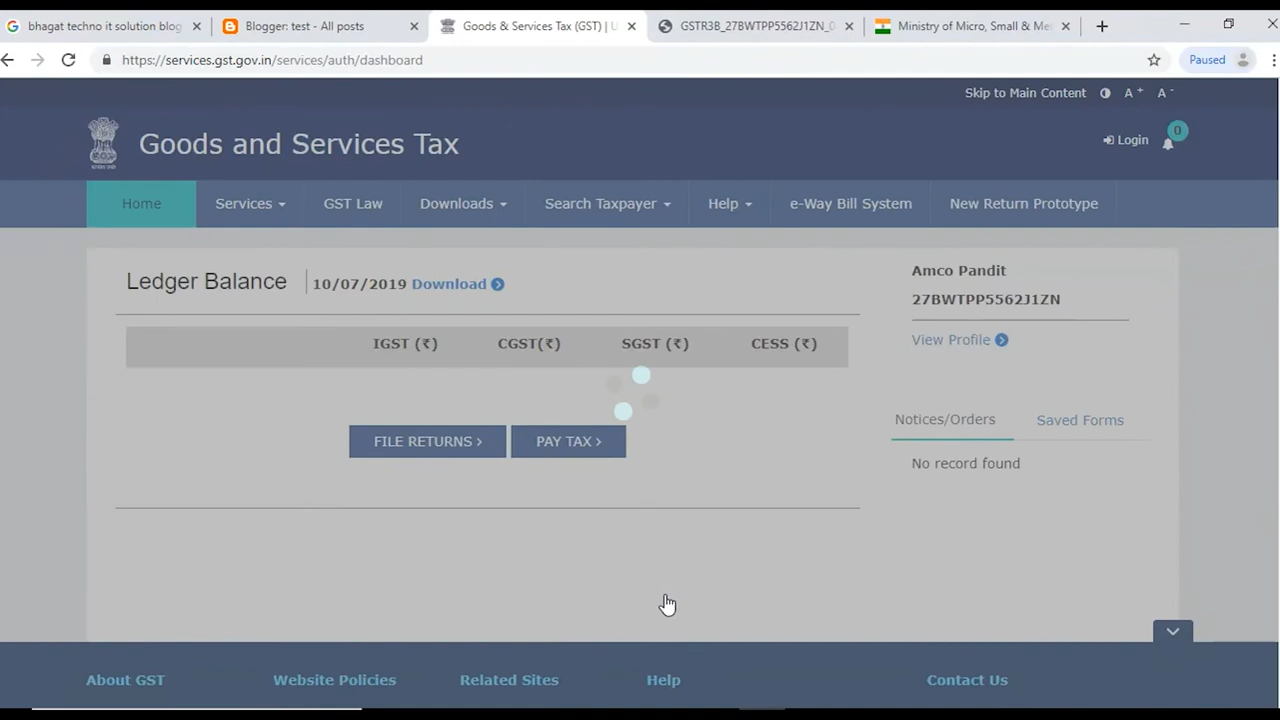 bhagat techno it solution blog
Blogger: test - All posts
Goods & Services Tax (GST) | U
GSTR3B_27BWTPP5562J1ZN_0
Ministry of Micro, Small & Me
https://services.gst.gov.in/services/auth/dashboard
Paused
Skip to Main Content
A+
A-
Goods and Services Tax
Login
0
Home
Services
GST Law
Downloads
Search Taxpayer
Help
e-Way Bill System
New Return Prototype
Ledger Balance
10/07/2019 Download
IGST (₹)
CGST(₹)
SGST (₹)
CESS (₹)
FILE RETURNS >
PAY TAX >
Amco Pandit
27BWTPP5562J1ZN
View Profile
Notices/Orders
Saved Forms
No record found
About GST
Website Policies
Related Sites
Help
Contact Us